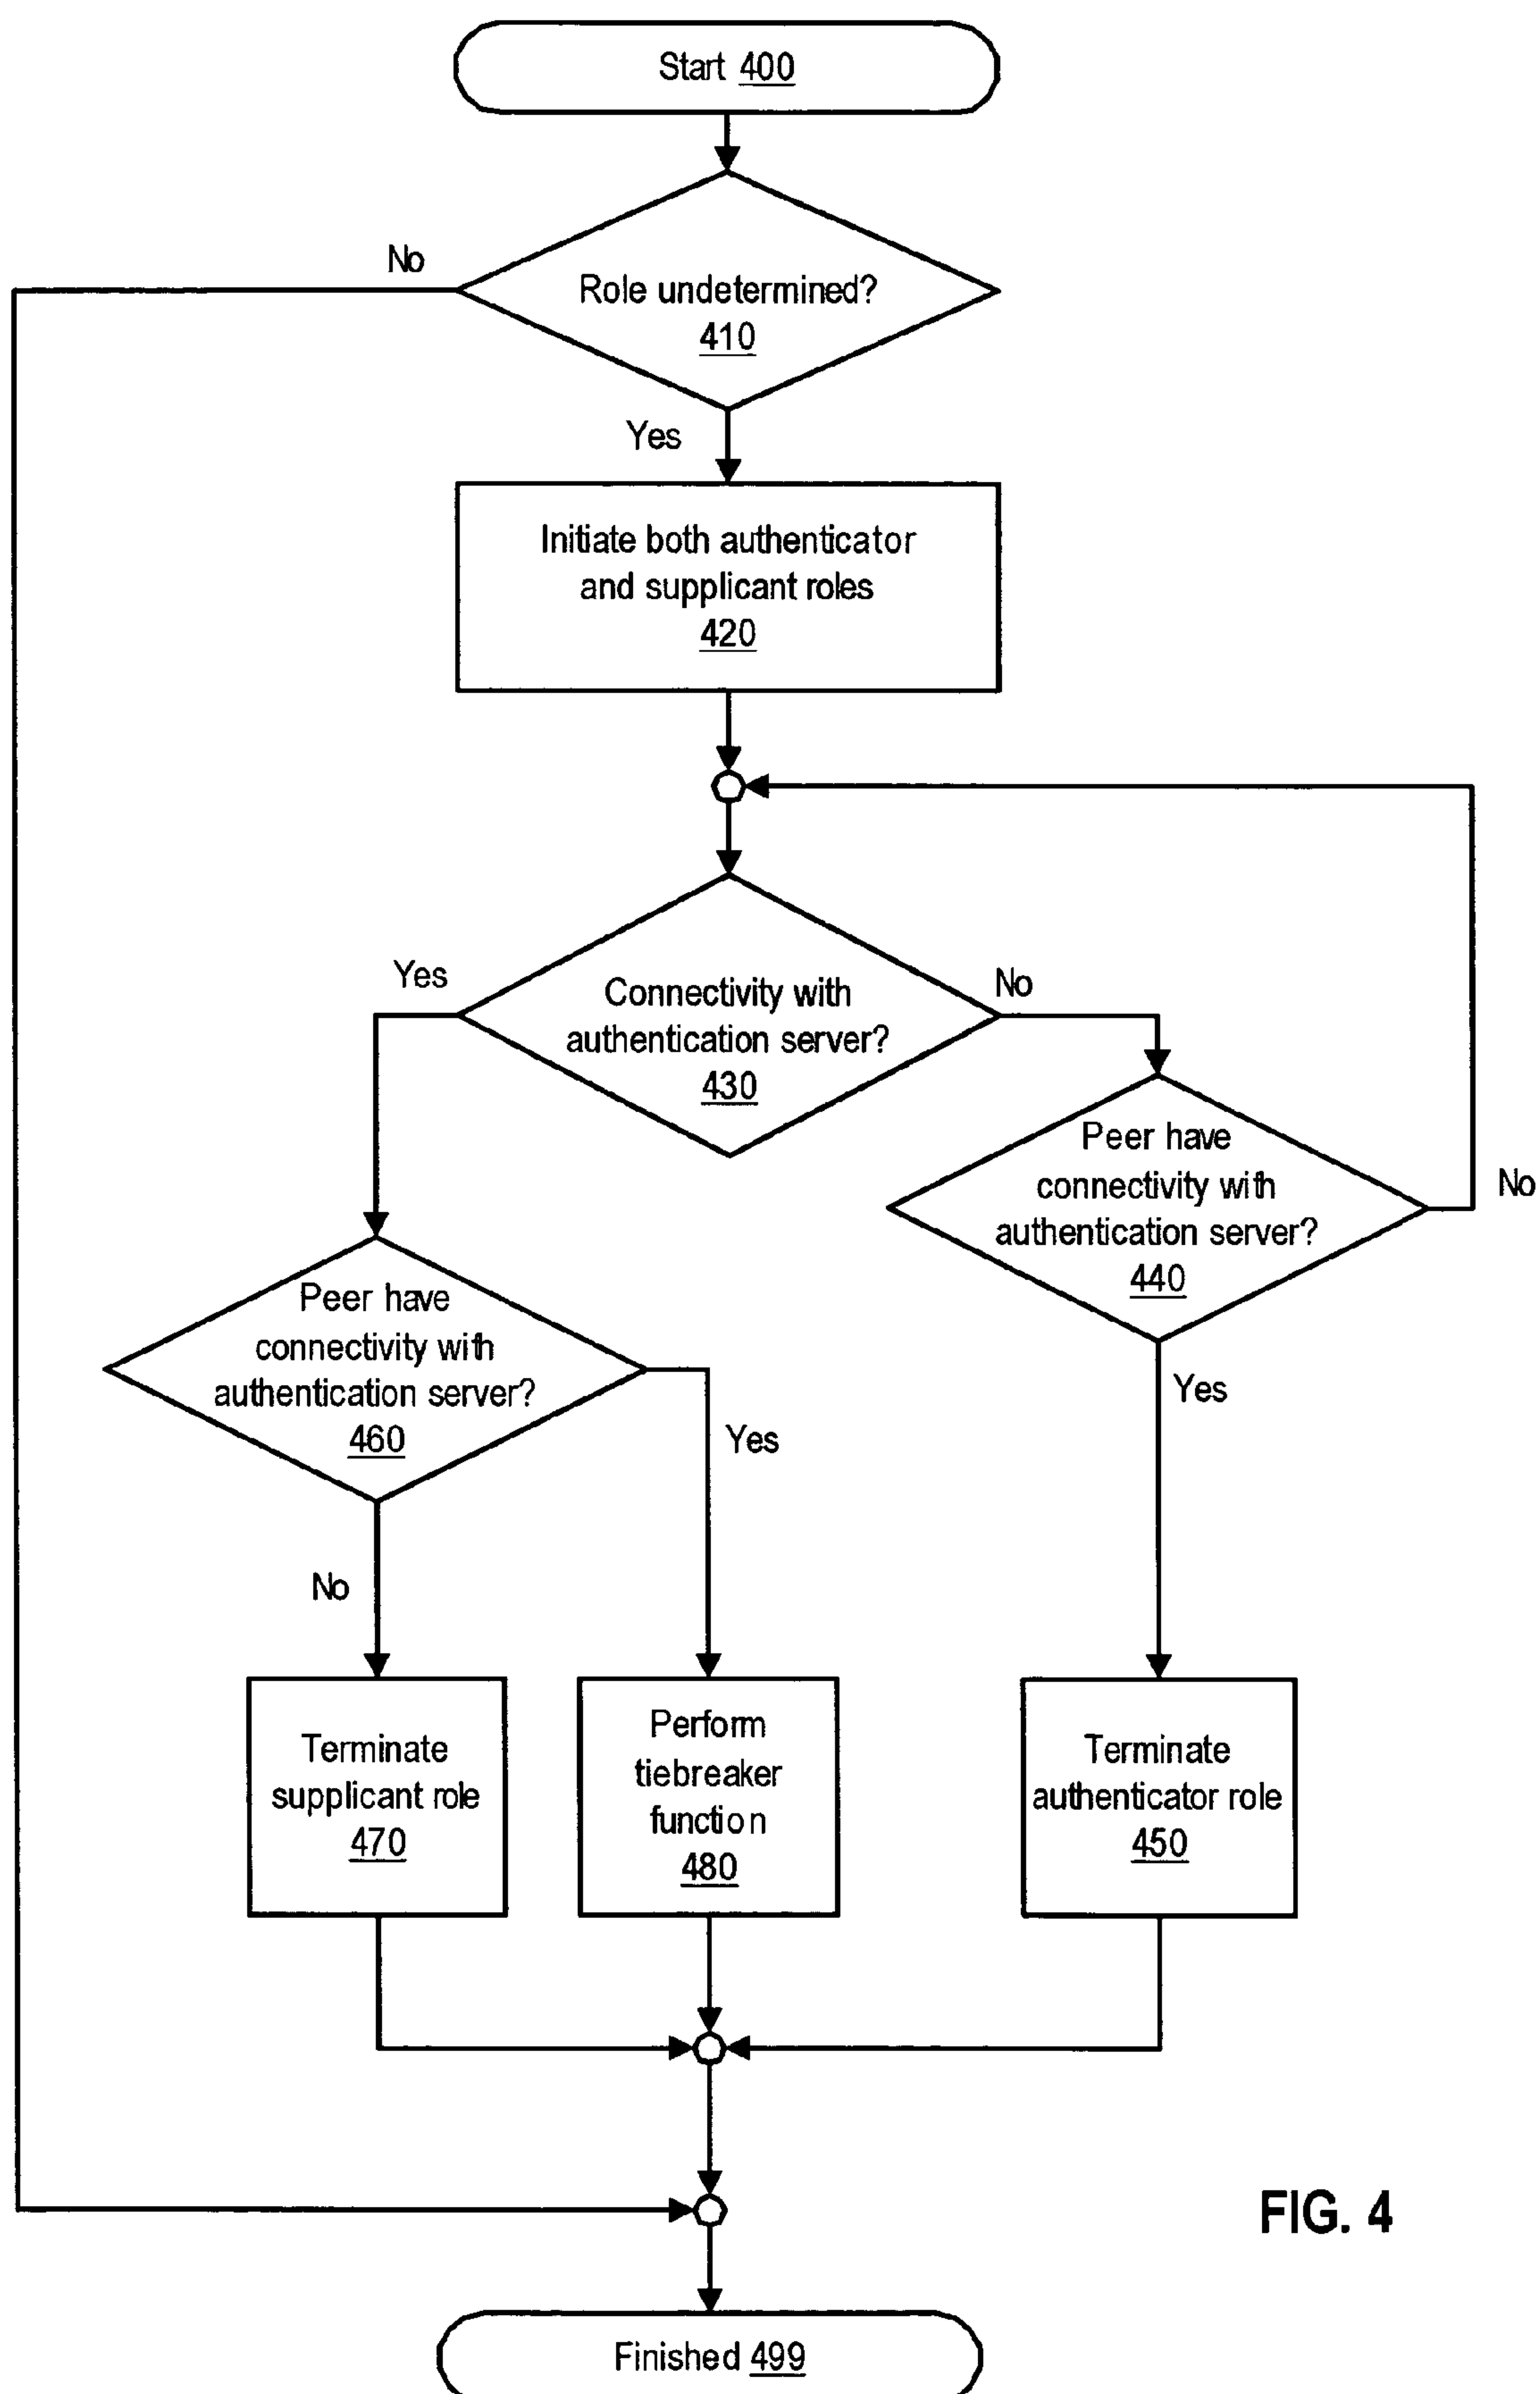 Start 400
No
Role undetermined?
410
Yes
Initiate both authenticator
and supplicant roles
420
Yes
Connectivity with
authentication server?
430
No
Peer have
connectivity with
authentication server?
440
No
Yes
Peer have
connectivity with
authentication server?
460
Yes
No
Terminate
supplicant role
470
Perform
tiebreaker
function
480
Terminate
authenticator role
450
FIG. 4
Finished 499